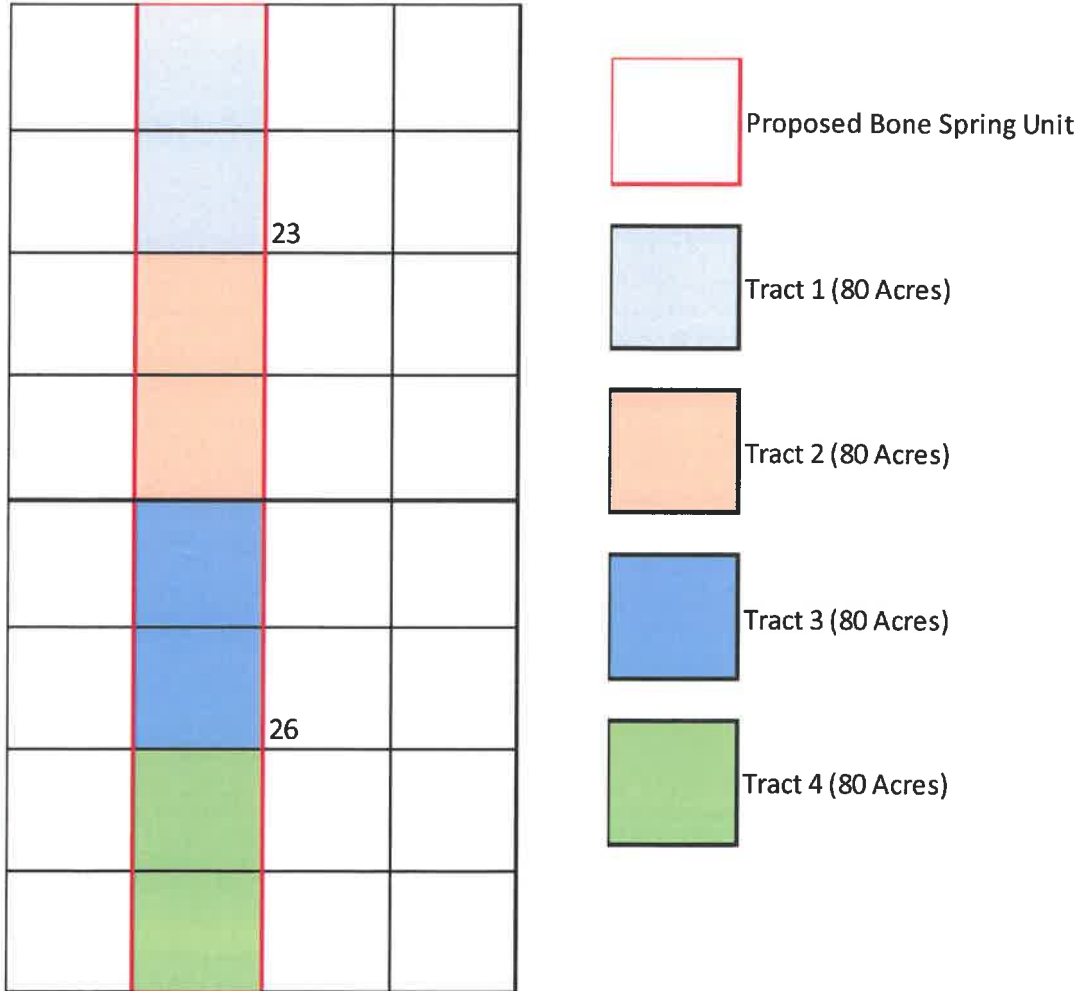 23
26
Proposed Bone Spring Unit
Tract 1 (80 Acres)
Tract 2 (80 Acres)
Tract 3 (80 Acres)
Tract 4 (80 Acres)